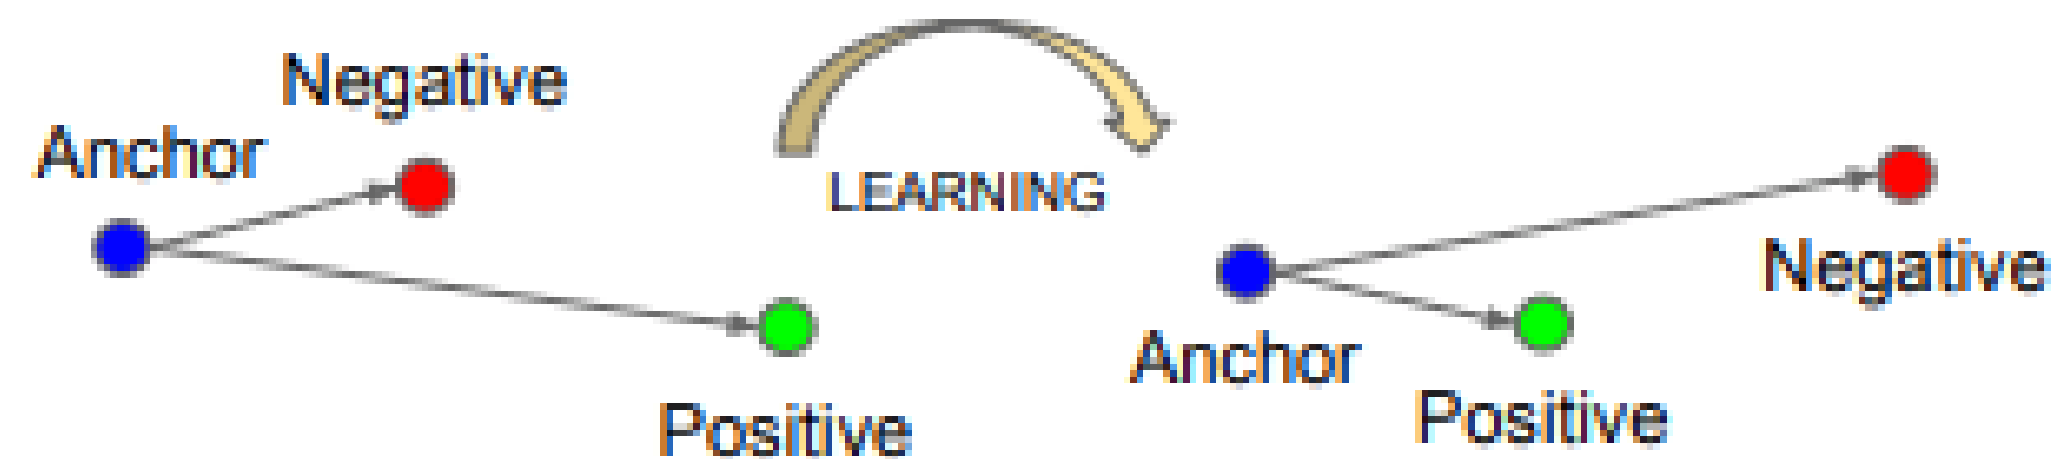 Negative
Anchor
Positive
LEARNING
Negative
Anchor
Positive